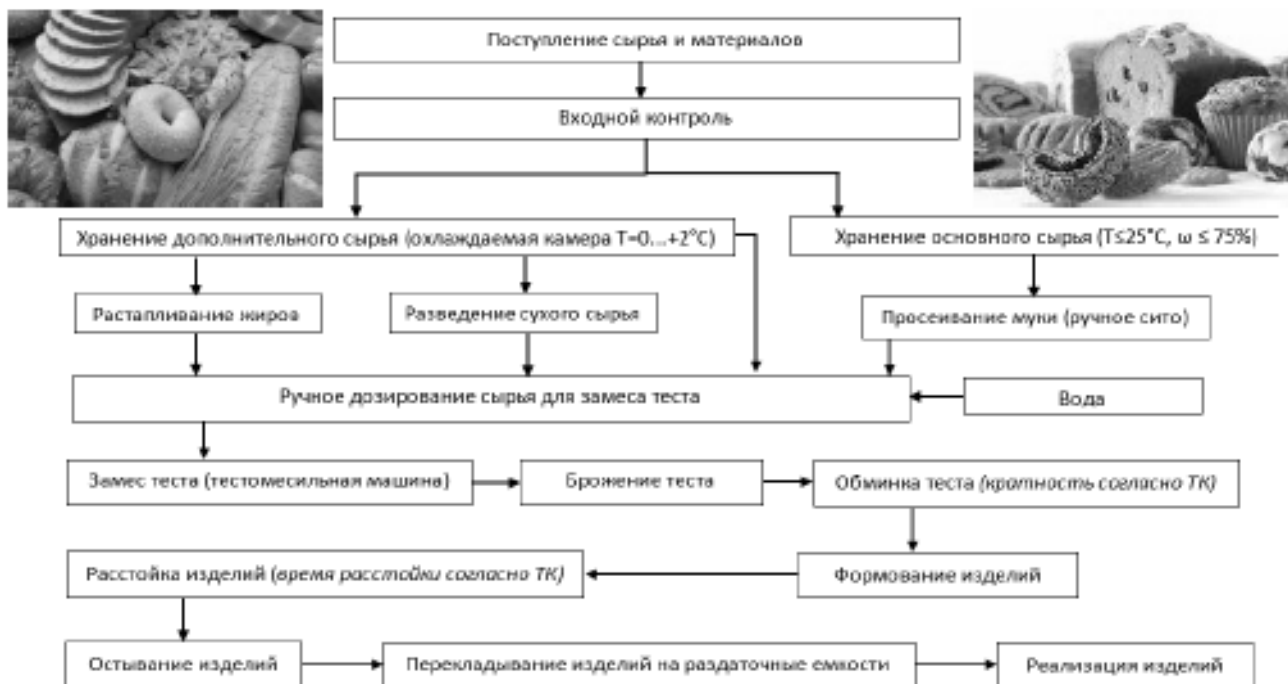 Поступление сырья и материалов
Входной контроль
Хранение дополнительного сырья (охлаждаемая камера T=0...+2°C)
Хранение основного сырья (T≤25°C, ω ≤ 75%)
Растапливание жиров
Разведение сухого сырья
Просеивание муки (ручное сито)
Ручное дозирование сырья для замеса теста
Вода
Замес теста (тестомесильная машина)
Брожение теста
Обминка теста (кратность согласно ТК)
Расстойка изделий (время расстойки согласно ТК)
Формование изделий
Остывание изделий
Перекладывание изделий на раздаточные емкости
Реализация изделий